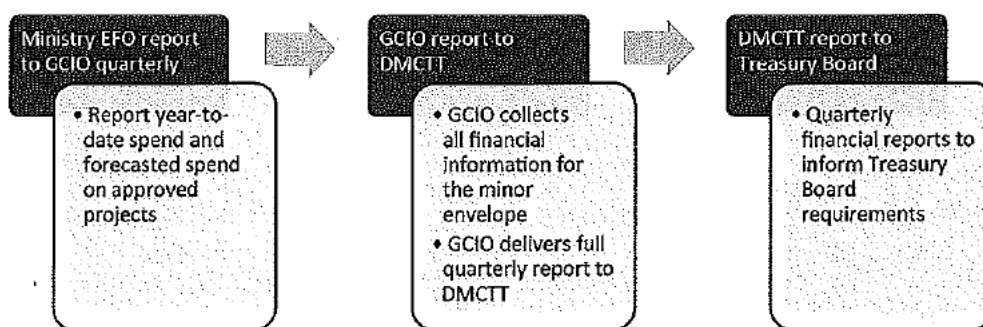 Ministry EFO report
to GCIO quarterly
• Report year-to-
date spend and
forecasted spend
on approved
projects
GCIO report to
DMCTT
• GCIO collects
all financial
information for
the minor
envelope
• GCIO delivers full
quarterly report to
DMCTT
DMCTT report to
Treasury Board
• Quarterly
financial reports to
inform Treasury
Board
requirements